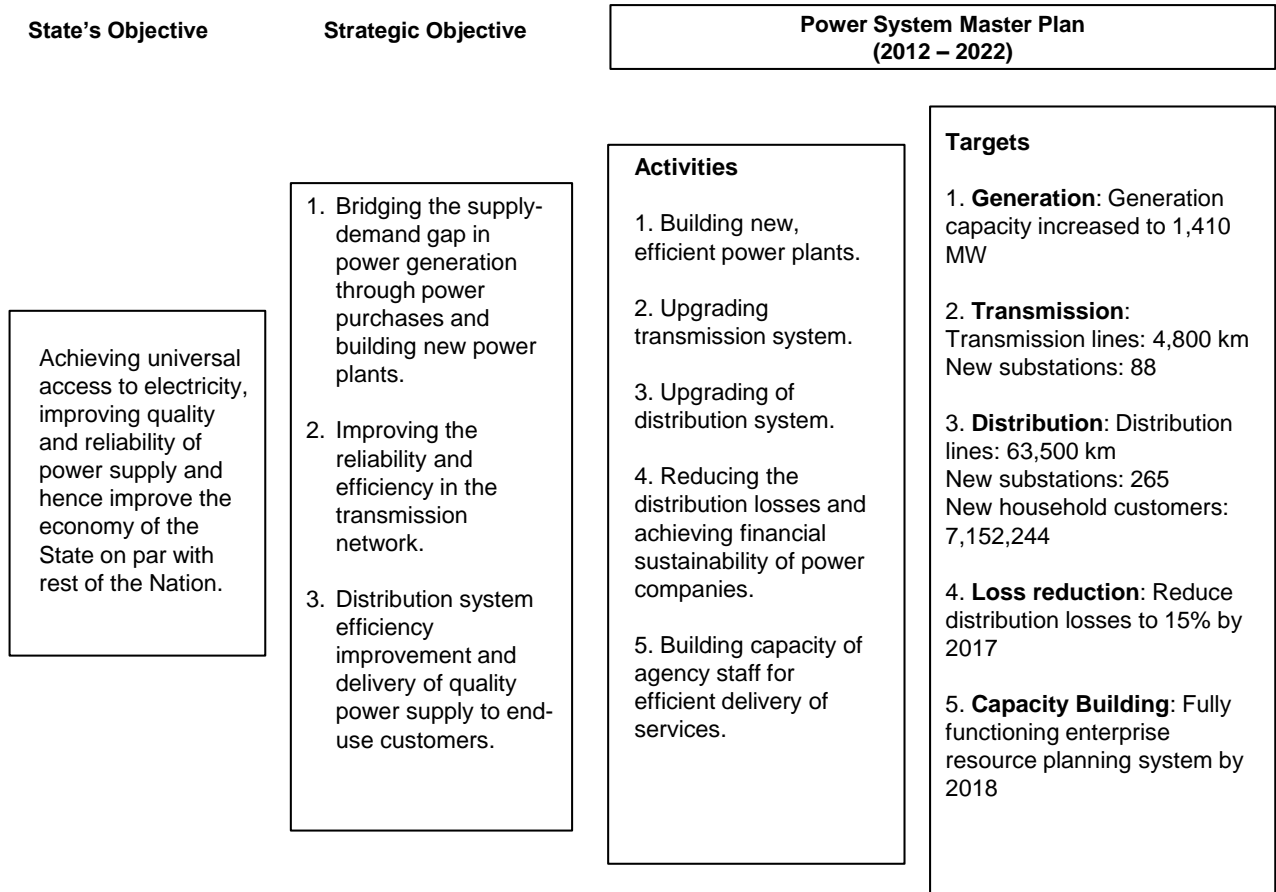 State’s Objective
Strategic Objective
Power System Master Plan
(2012 – 2022)
Achieving universal
access to electricity,
improving quality
and reliability of
power supply and
hence improve the
economy of the
State on par with
rest of the Nation.
1. Bridging the supply-
demand gap in
power generation
through power
purchases and
building new power
plants.
2. Improving the
reliability and
efficiency in the
transmission
network.
3. Distribution system
efficiency
improvement and
delivery of quality
power supply to end-
use customers.
Activities
1. Building new,
efficient power plants.
2. Upgrading
transmission system.
3. Upgrading of
distribution system.
4. Reducing the
distribution losses and
achieving financial
sustainability of power
companies.
5. Building capacity of
agency staff for
efficient delivery of
services.
Targets
1. Generation: Generation
capacity increased to 1,410
MW
2. Transmission:
Transmission lines: 4,800 km
New substations: 88
3. Distribution: Distribution
lines: 63,500 km
New substations: 265
New household customers:
7,152,244
4. Loss reduction: Reduce
distribution losses to 15% by
2017
5. Capacity Building: Fully
functioning enterprise
resource planning system by
2018